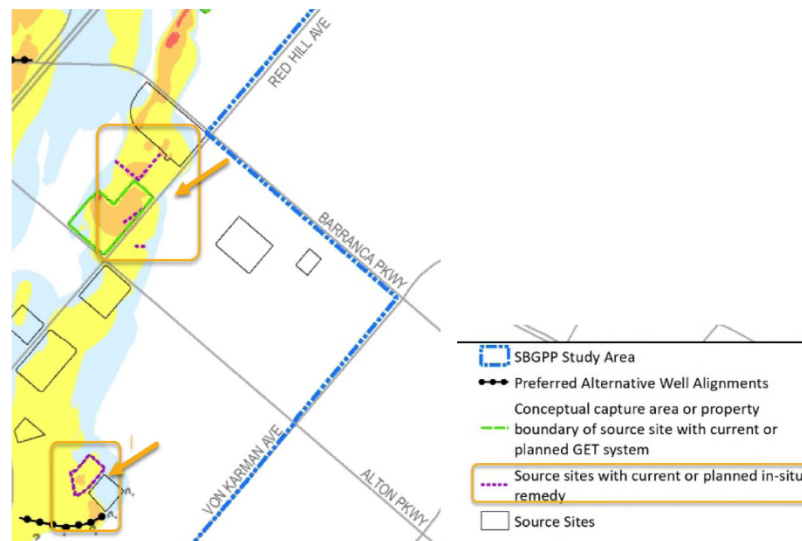 RED HILL AVE
BARRANCA PKWY
VON KARMAN AVE
ALTON PKWY
?
?
?
SBGPP Study Area
Preferred Alternative Well Alignments
Conceptual capture area or property
boundary of source site with current or
planned GET system
Source sites with current or planned in-situ
remedy
Source Sites